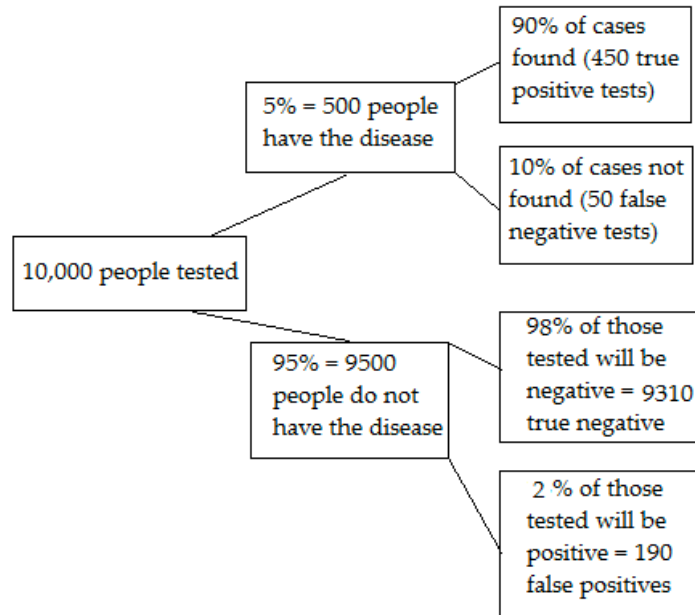 90% of cases
found (450 true
positive tests)
5% = 500 people
have the disease
10% of cases not
found (50 false
negative tests)
10,000 people tested
98% of those
tested will be
negative = 9310
true negative
95% = 9500
people do not
have the disease
2 % of those
tested will be
positive = 190
false positives